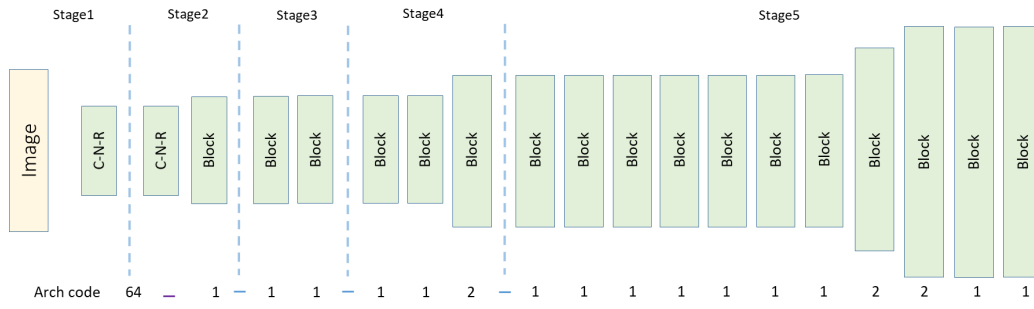 Stage1 Stage2 Stage3 Stage4 Stage5
Image C-N-R C-N-R Block Block Block Block Block Block Block Block Block Block Block Block Block Block Block Block Block
Arch code 64 _ 1 – 1 1 – 1 1 2 – 1 1 1 1 1 1 1 2 2 1 1